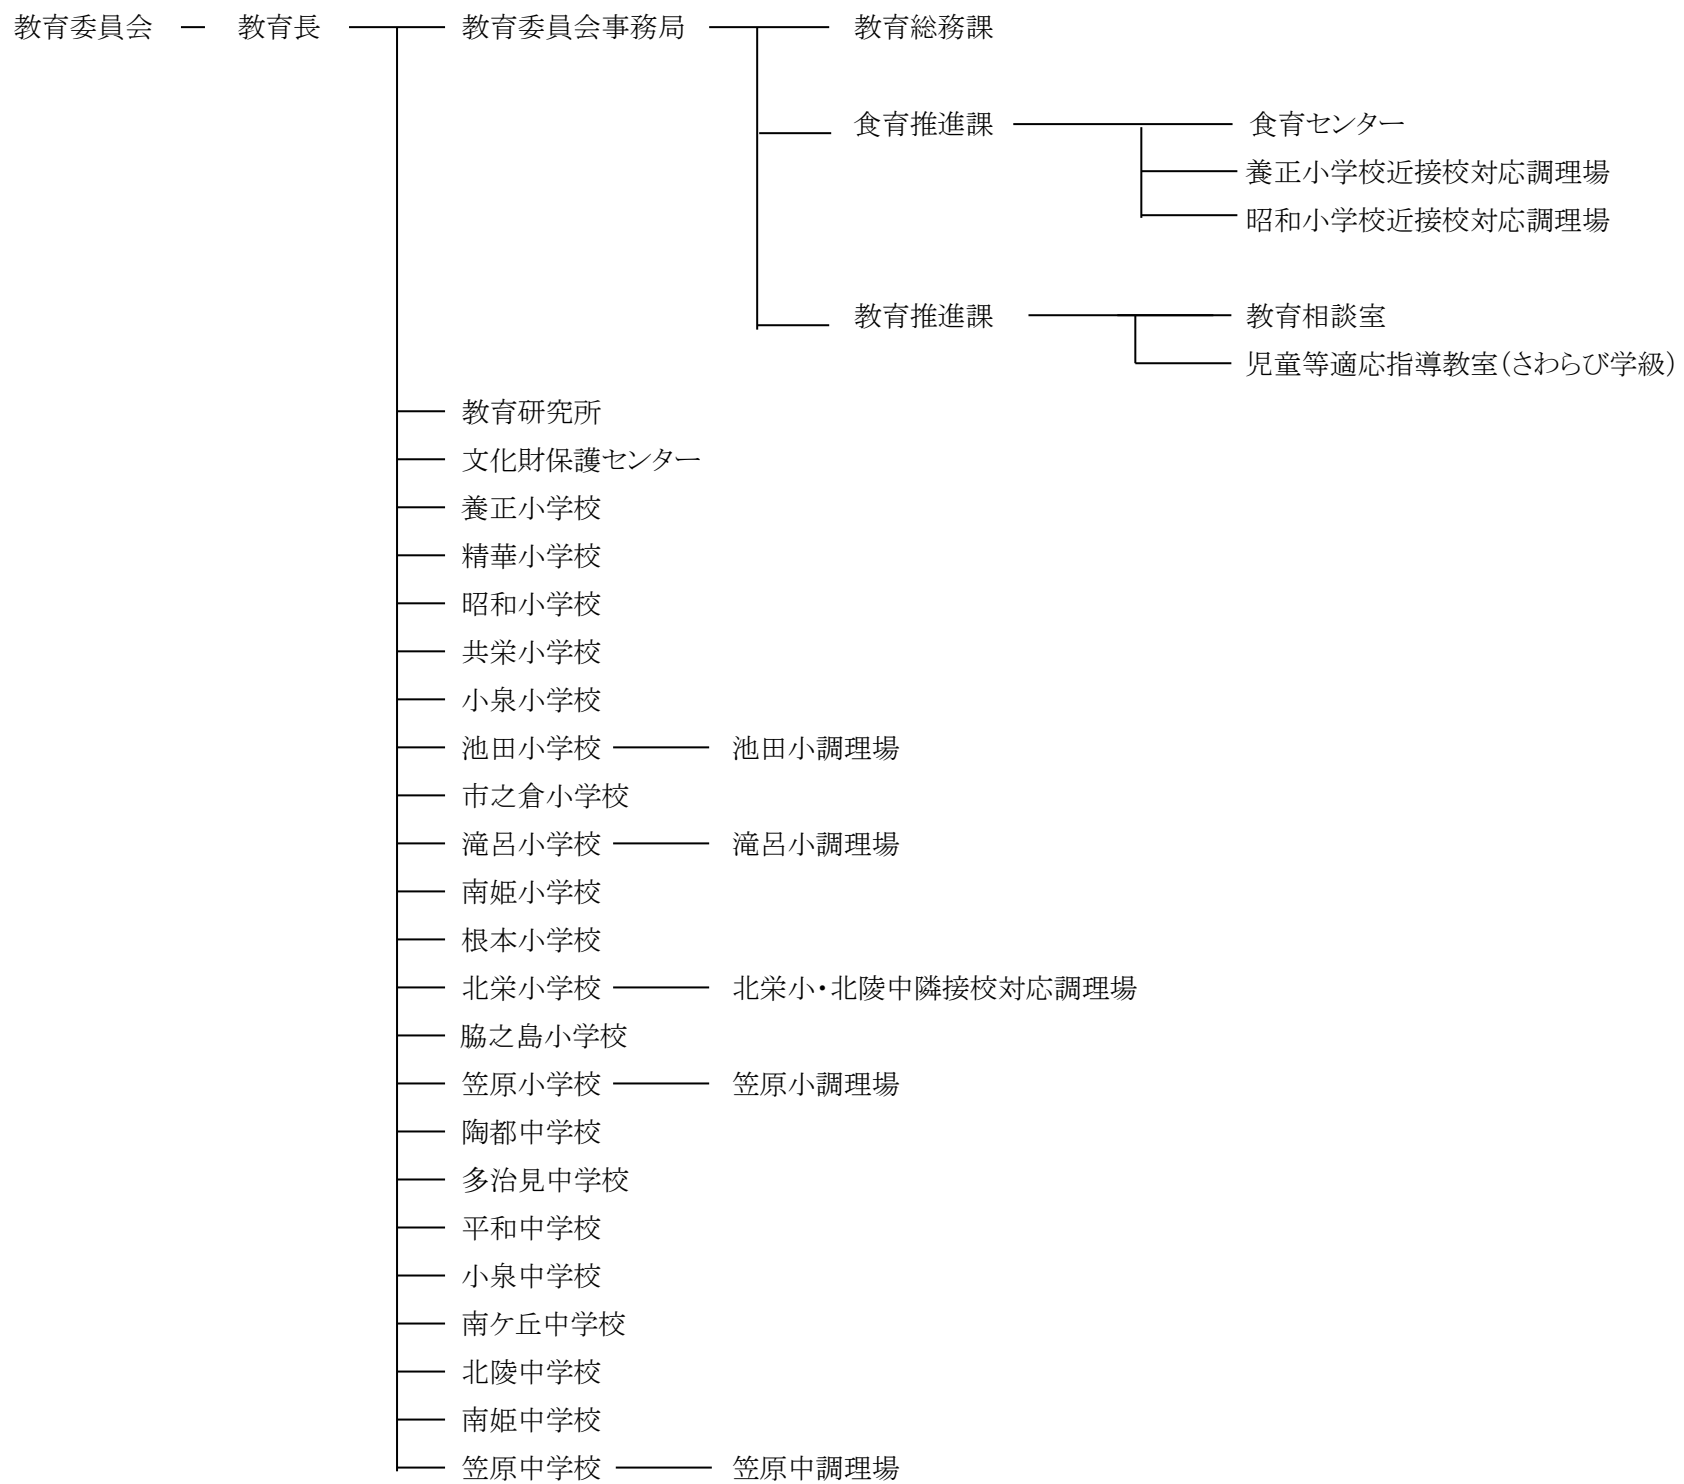 教育委員会 教育長 教育委員会事務局 教育総務課
食育推進課 食育センター
養正小学校近接校対応調理場
昭和小学校近接校対応調理場
教育推進課 教育相談室
児童等適応指導教室（さわらび学級）
教育研究所
文化財保護センター
養正小学校
精華小学校
昭和小学校
共栄小学校
小泉小学校
池田小学校 池田小調理場
市之倉小学校
滝呂小学校 滝呂小調理場
南姫小学校
根本小学校
北栄小学校 北栄小・北陵中隣接校対応調理場
脇之島小学校
笠原小学校 笠原小調理場
陶都中学校
多治見中学校
平和中学校
小泉中学校
南ケ丘中学校
北陵中学校
南姫中学校
笠原中学校 笠原中調理場